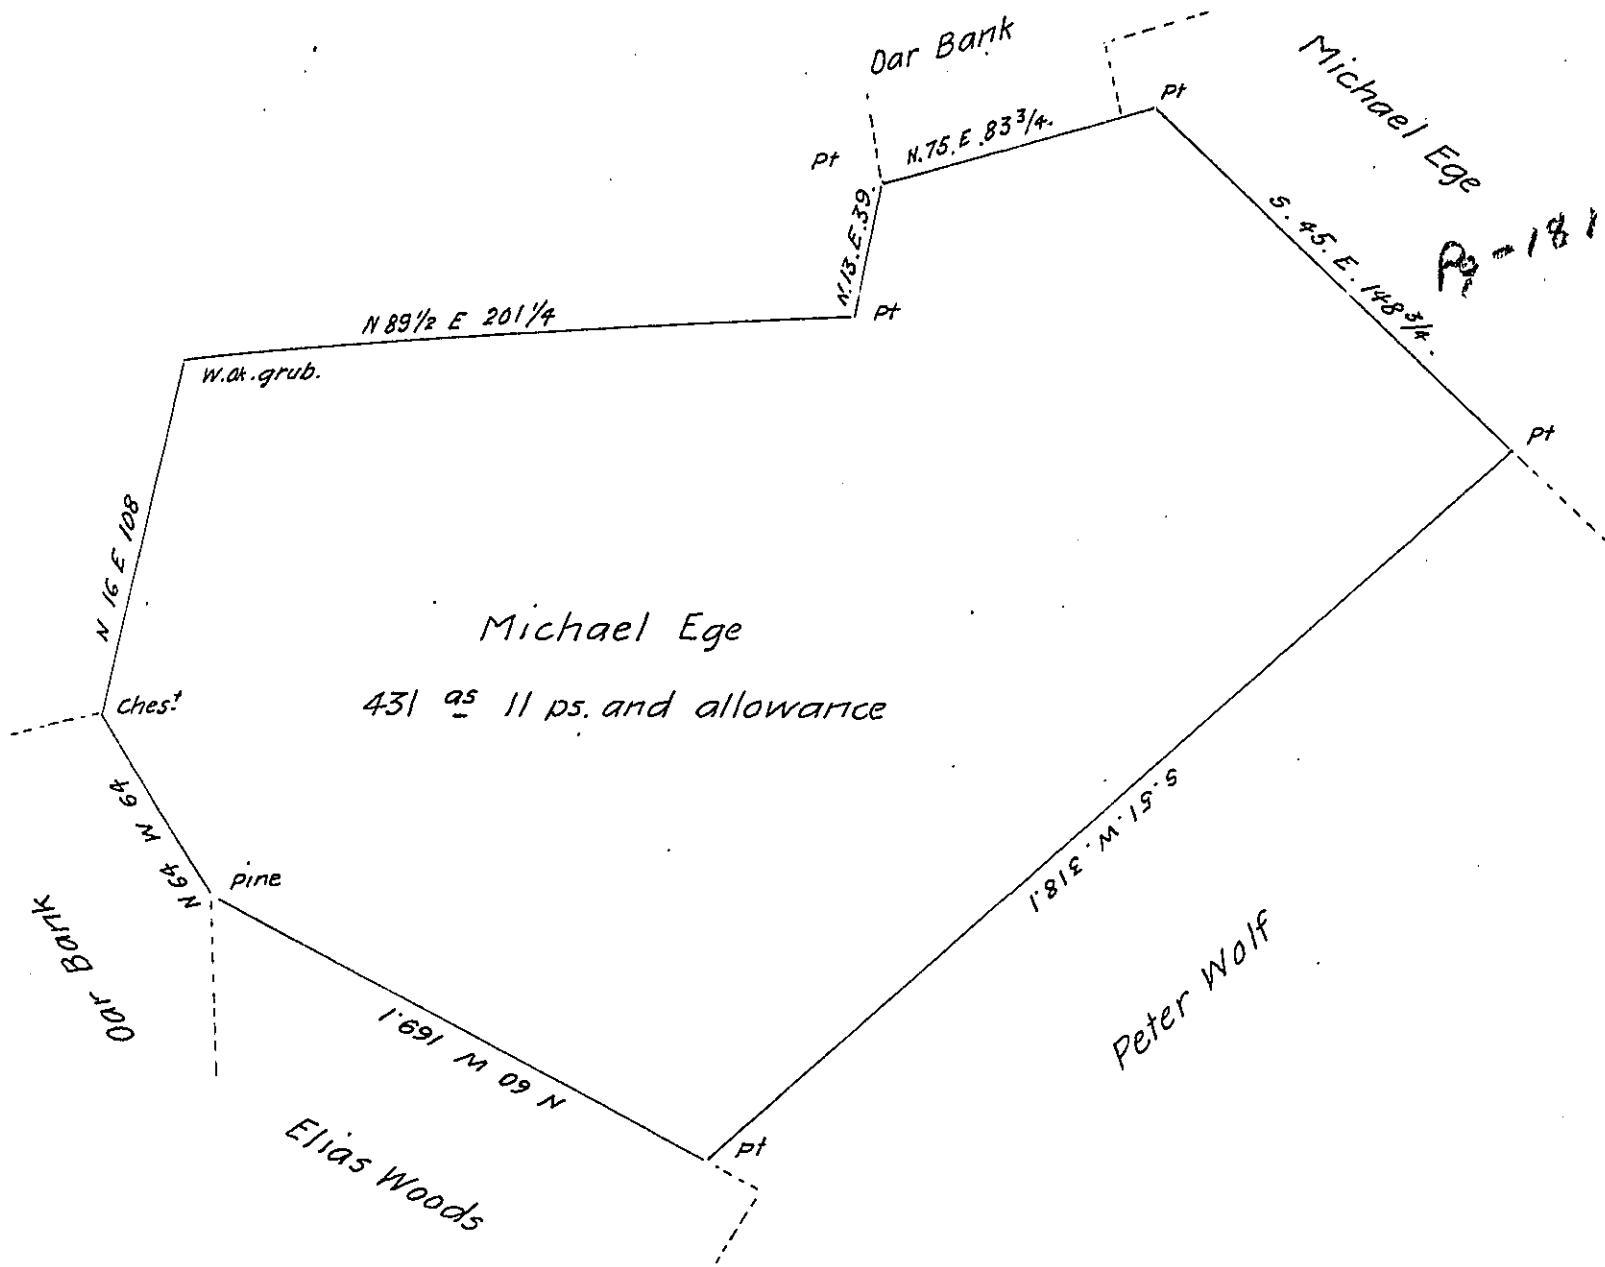 Oar Bank
Michael Ege
Pt
Pt
N.75.E.83 3/4.
N.13.E.39.
S. 45. E. 148 3/4.
N 89 1/2 E 201 1/4
Pt
W.ok.grub.
Pt
N 16 E 108
Michael Ege
431 as 11 ps. and allowance
Chest
N 64 W 64
Pine
S. 51. W. 318.1
Oar Bank
N 60 W 169.1
Peter Wolf
Elias Woods
Pt